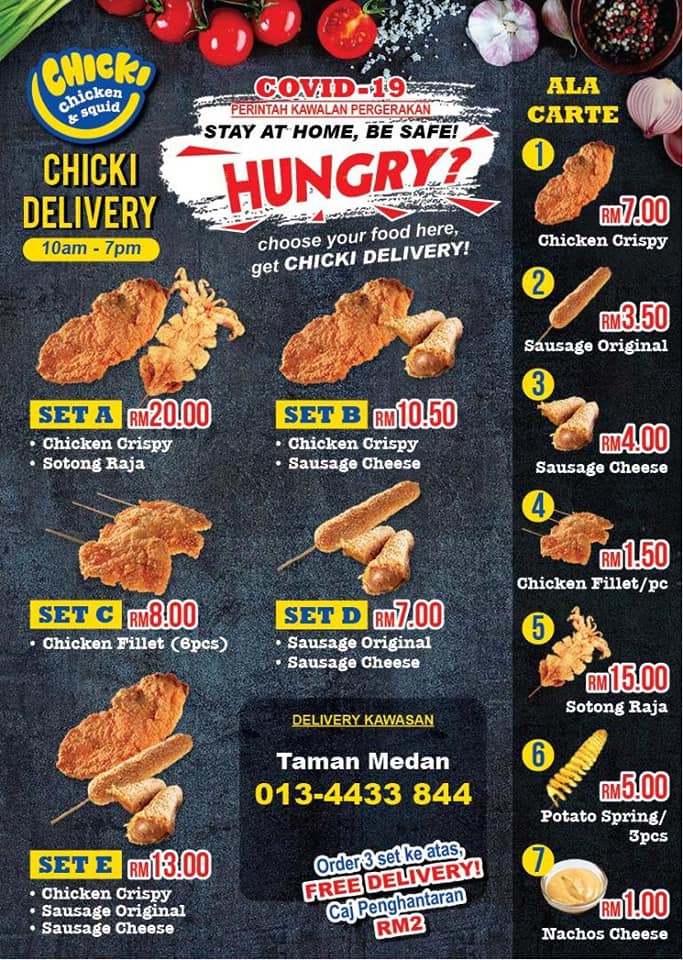 CHICKI
chicken
& squid
CHICKI
DELIVERY
10am - 7pm
COVID-19
PERINTAH KAWALAN PERGERAKAN
STAY AT HOME, BE SAFE!
HUNGRY?
choose your food here,
get CHICKI DELIVERY!
SET A RM20.00
• Chicken Crispy
• Sotong Raja
SET B RM10.50
• Chicken Crispy
• Sausage Cheese
SET C RM8.00
• Chicken Fillet (6pcs)
SET D RM7.00
• Sausage Original
• Sausage Cheese
SET E RM13.00
• Chicken Crispy
• Sausage Original
• Sausage Cheese
DELIVERY KAWASAN
Taman Medan
013-4433 844
Order 3 set ke atas,
FREE DELIVERY!
Caj Penghantaran
RM2
ALA
CARTE
1
RM7.00
Chicken Crispy
2
RM3.50
Sausage Original
3
RM4.00
Sausage Cheese
4
RM1.50
Chicken Fillet/pc
5
RM15.00
Sotong Raja
6
RM5.00
Potato Spring/
3pcs
7
RM1.00
Nachos Cheese